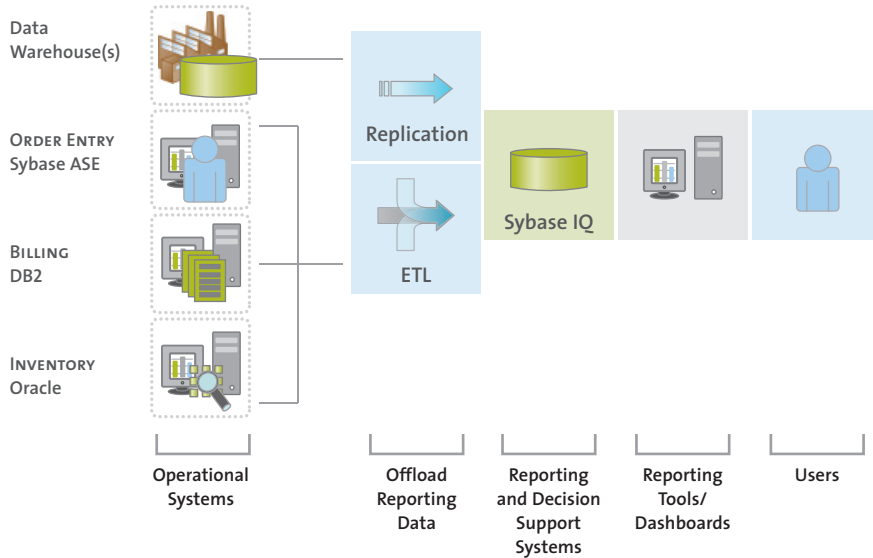 Data
Warehouse(s)
ORDER ENTRY
Sybase ASE
BILLING
DB2
INVENTORY
Oracle
Replication
ETL
Sybase IQ
Operational
Systems
Offload
Reporting
Data
Reporting
and Decision
Support
Systems
Reporting
Tools/
Dashboards
Users